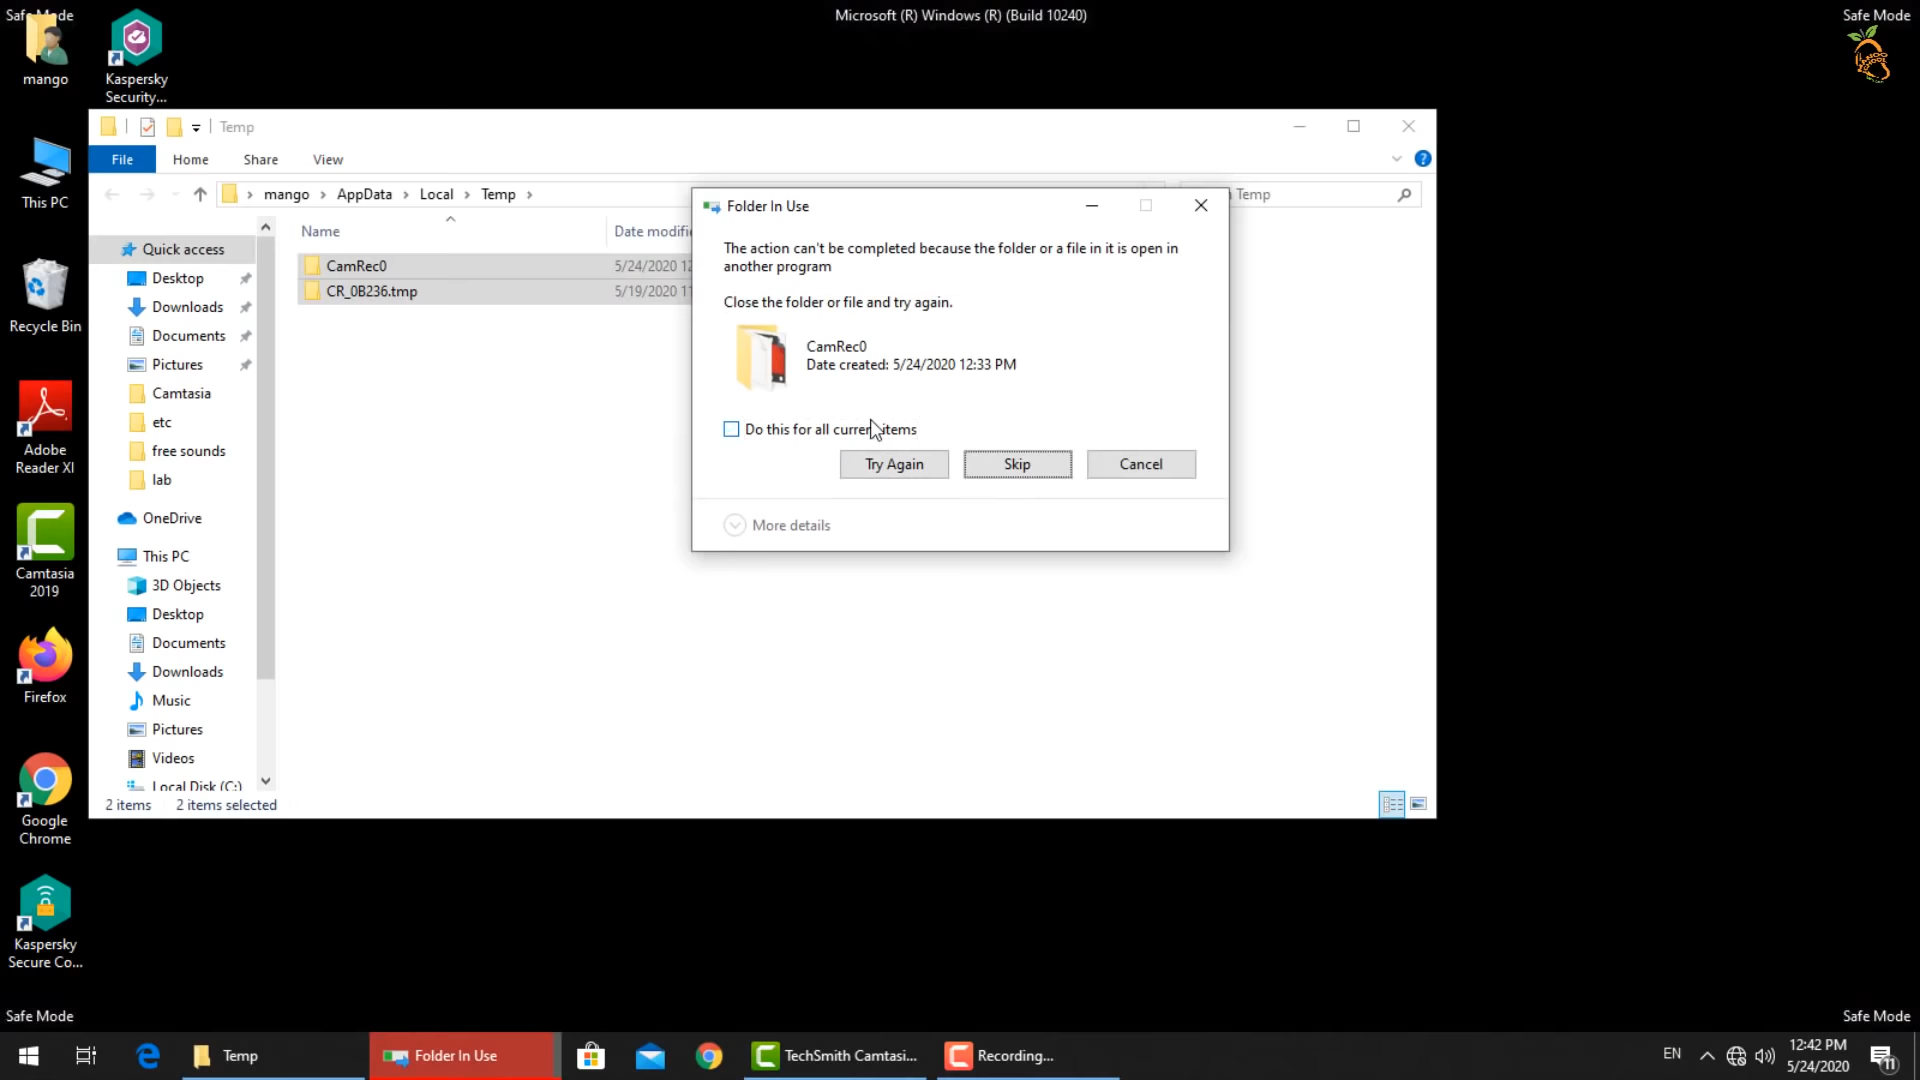 Safe Mode
Microsoft (R) Windows (R) (Build 10240)
Safe Mode
mango
Kaspersky
Security...
This PC
Recycle Bin
Adobe
Reader XI
Camtasia
2019
Firefox
Google
Chrome
Kaspersky
Secure Co...
Temp
File
Home
Share
View
mango
AppData
Local
Temp
Temp
Name
Date modifi
CamRec0
5/24/2020 12
CR_0B236.tmp
5/19/2020 11
Quick access
Desktop
Downloads
Documents
Pictures
Camtasia
etc
free sounds
lab
OneDrive
This PC
3D Objects
Desktop
Documents
Downloads
Music
Pictures
Videos
Local Disk (C:)
2 items
2 items selected
Folder In Use
The action can't be completed because the folder or a file in it is open in
another program
Close the folder or file and try again.
CamRec0
Date created: 5/24/2020 12:33 PM
Do this for all current items
Try Again
Skip
Cancel
More details
Safe Mode
Safe Mode
Temp
Folder In Use
TechSmith Camtasi...
Recording...
EN
12:42 PM
5/24/2020
11